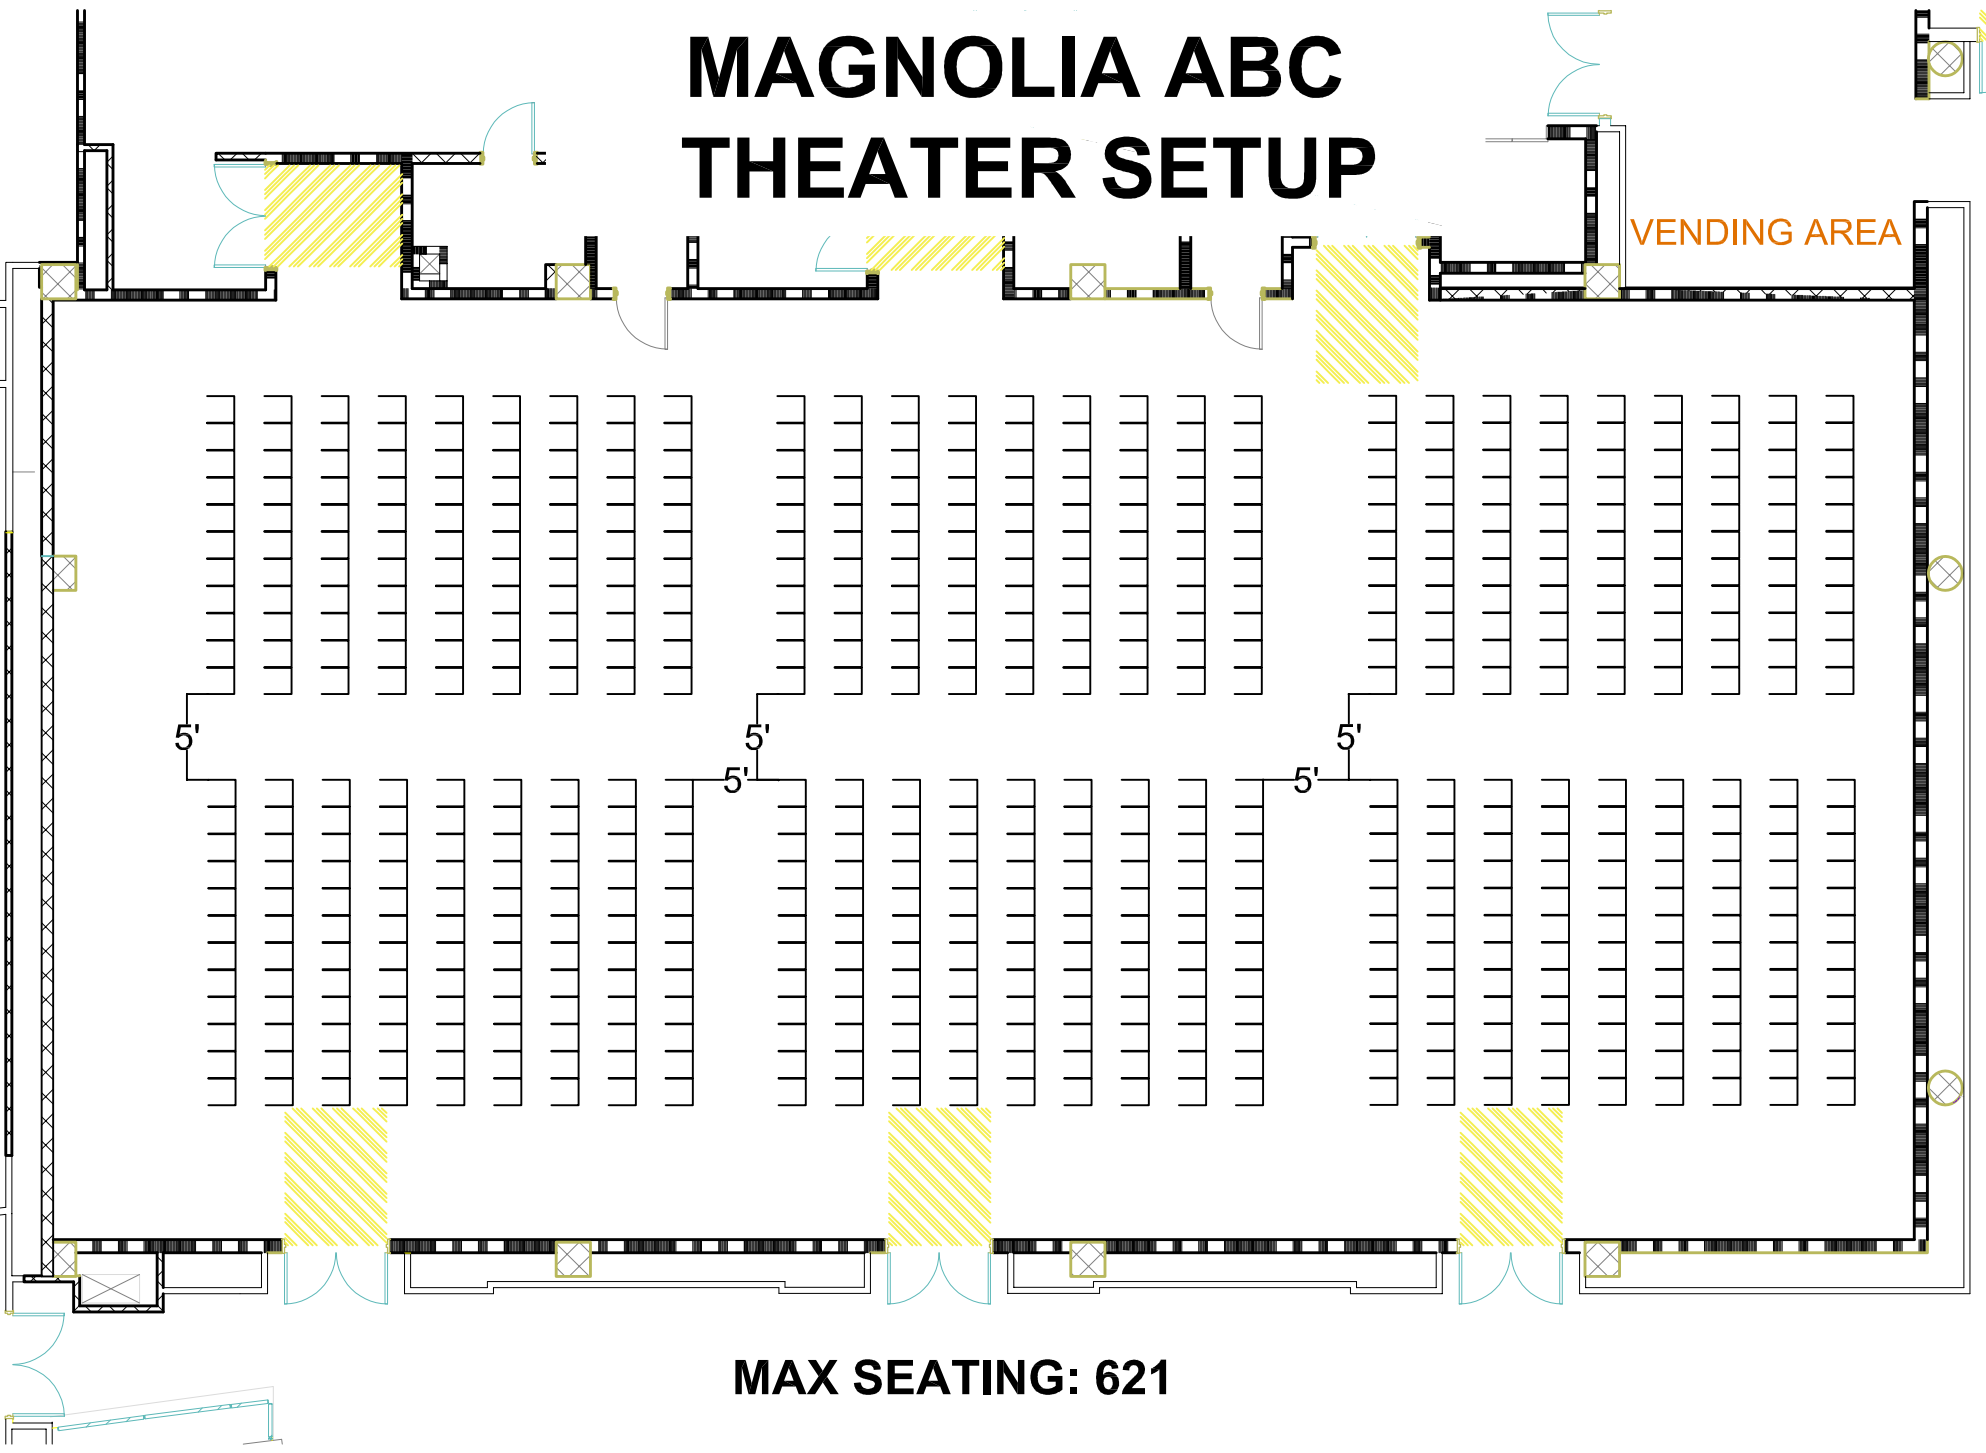 MAGNOLIA ABC
THEATER SETUP
VENDING AREA
5'
5'
5'
5'
5'
MAX SEATING: 621